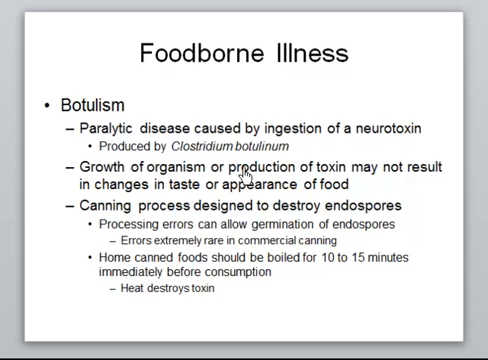 Foodborne Illness
• Botulism
– Paralytic disease caused by ingestion of a neurotoxin
• Produced by Clostridium botulinum
– Growth of organism or production of toxin may not result
in changes in taste or appearance of food
– Canning process designed to destroy endospores
• Processing errors can allow germination of endospores
– Errors extremely rare in commercial canning
• Home canned foods should be boiled for 10 to 15 minutes
immediately before consumption
– Heat destroys toxin